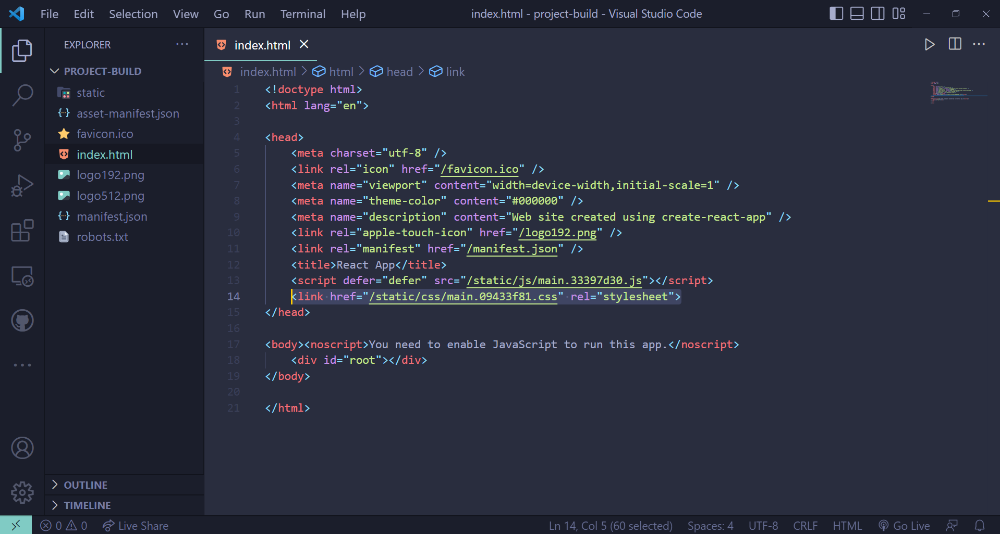 File Edit Selection View Go Run Terminal Help
index.html - project-build - Visual Studio Code
EXPLORER
PROJECT-BUILD
static
asset-manifest.json
favicon.ico
index.html
logo192.png
logo512.png
manifest.json
robots.txt
OUTLINE
TIMELINE
index.html
index.html > html > head > link
1 <!doctype html>
2 <html lang="en">
3
4 <head>
5 <meta charset="utf-8" />
6 <link rel="icon" href="/favicon.ico" />
7 <meta name="viewport" content="width=device-width,initial-scale=1" />
8 <meta name="theme-color" content="#000000" />
9 <meta name="description" content="Web site created using create-react-app" />
10 <link rel="apple-touch-icon" href="/logo192.png" />
11 <link rel="manifest" href="/manifest.json" />
12 <title>React App</title>
13 <script defer="defer" src="/static/js/main.33397d30.js"></script>
14 <link href="/static/css/main.09433f81.css" rel="stylesheet">
15 </head>
16
17 <body><noscript>You need to enable JavaScript to run this app.</noscript>
18 <div id="root"></div>
19 </body>
20
21 </html>
0 0 Live Share
Ln 14, Col 5 (60 selected) Spaces: 4 UTF-8 CRLF HTML Go Live